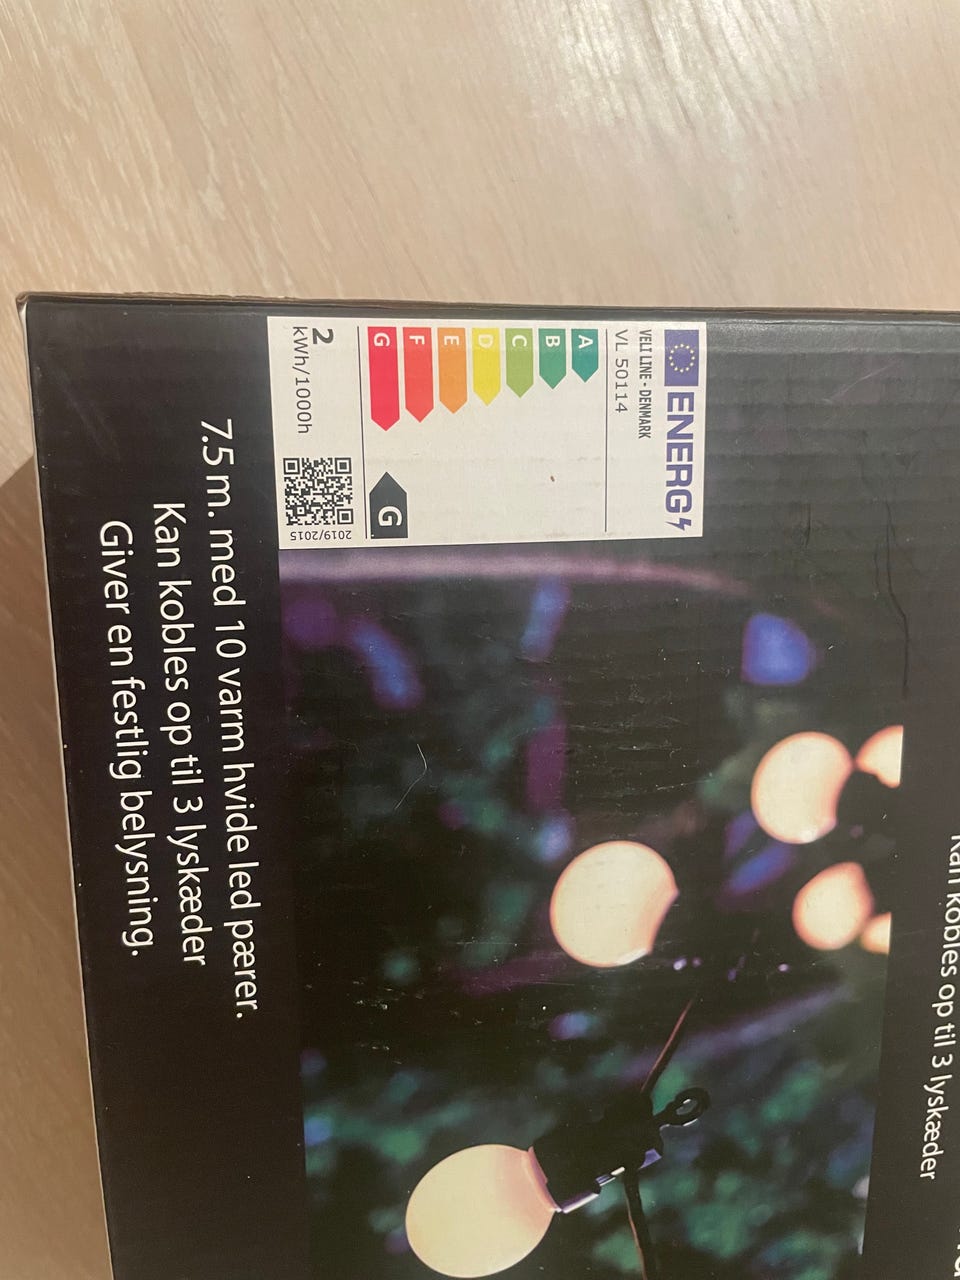 ENERG
VELI LINE - DENMARK
VL 50114
A
B
C
D
E
F
G
G
2
kWh/1000h
2019/2015
7.5 m. med 10 varm hvide led pærer.
Kan kobles op til 3 lyskæder
Giver en festlig belysning.
Kan kobles op til 3 lyskæder